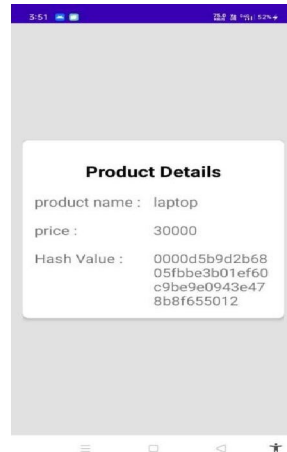 3:51
52%
Product Details
product name : laptop
price : 30000
Hash Value : 0000d5b9d2b68
05fbbe3b01ef60
c9be9e0943e47
8b8f655012